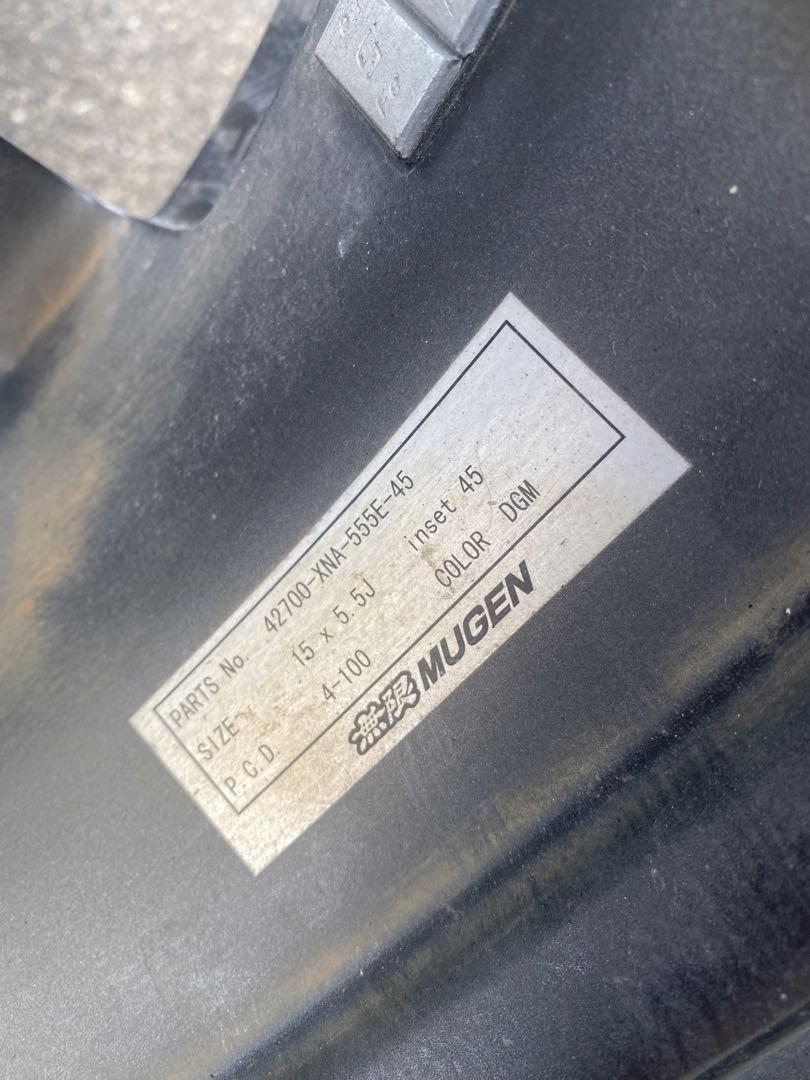 PARTS No. 42700-XNA-555E-45
SIZE 15 x 5.5J inset 45
P.C.D 4-100 COLOR DGM
無限 MUGEN